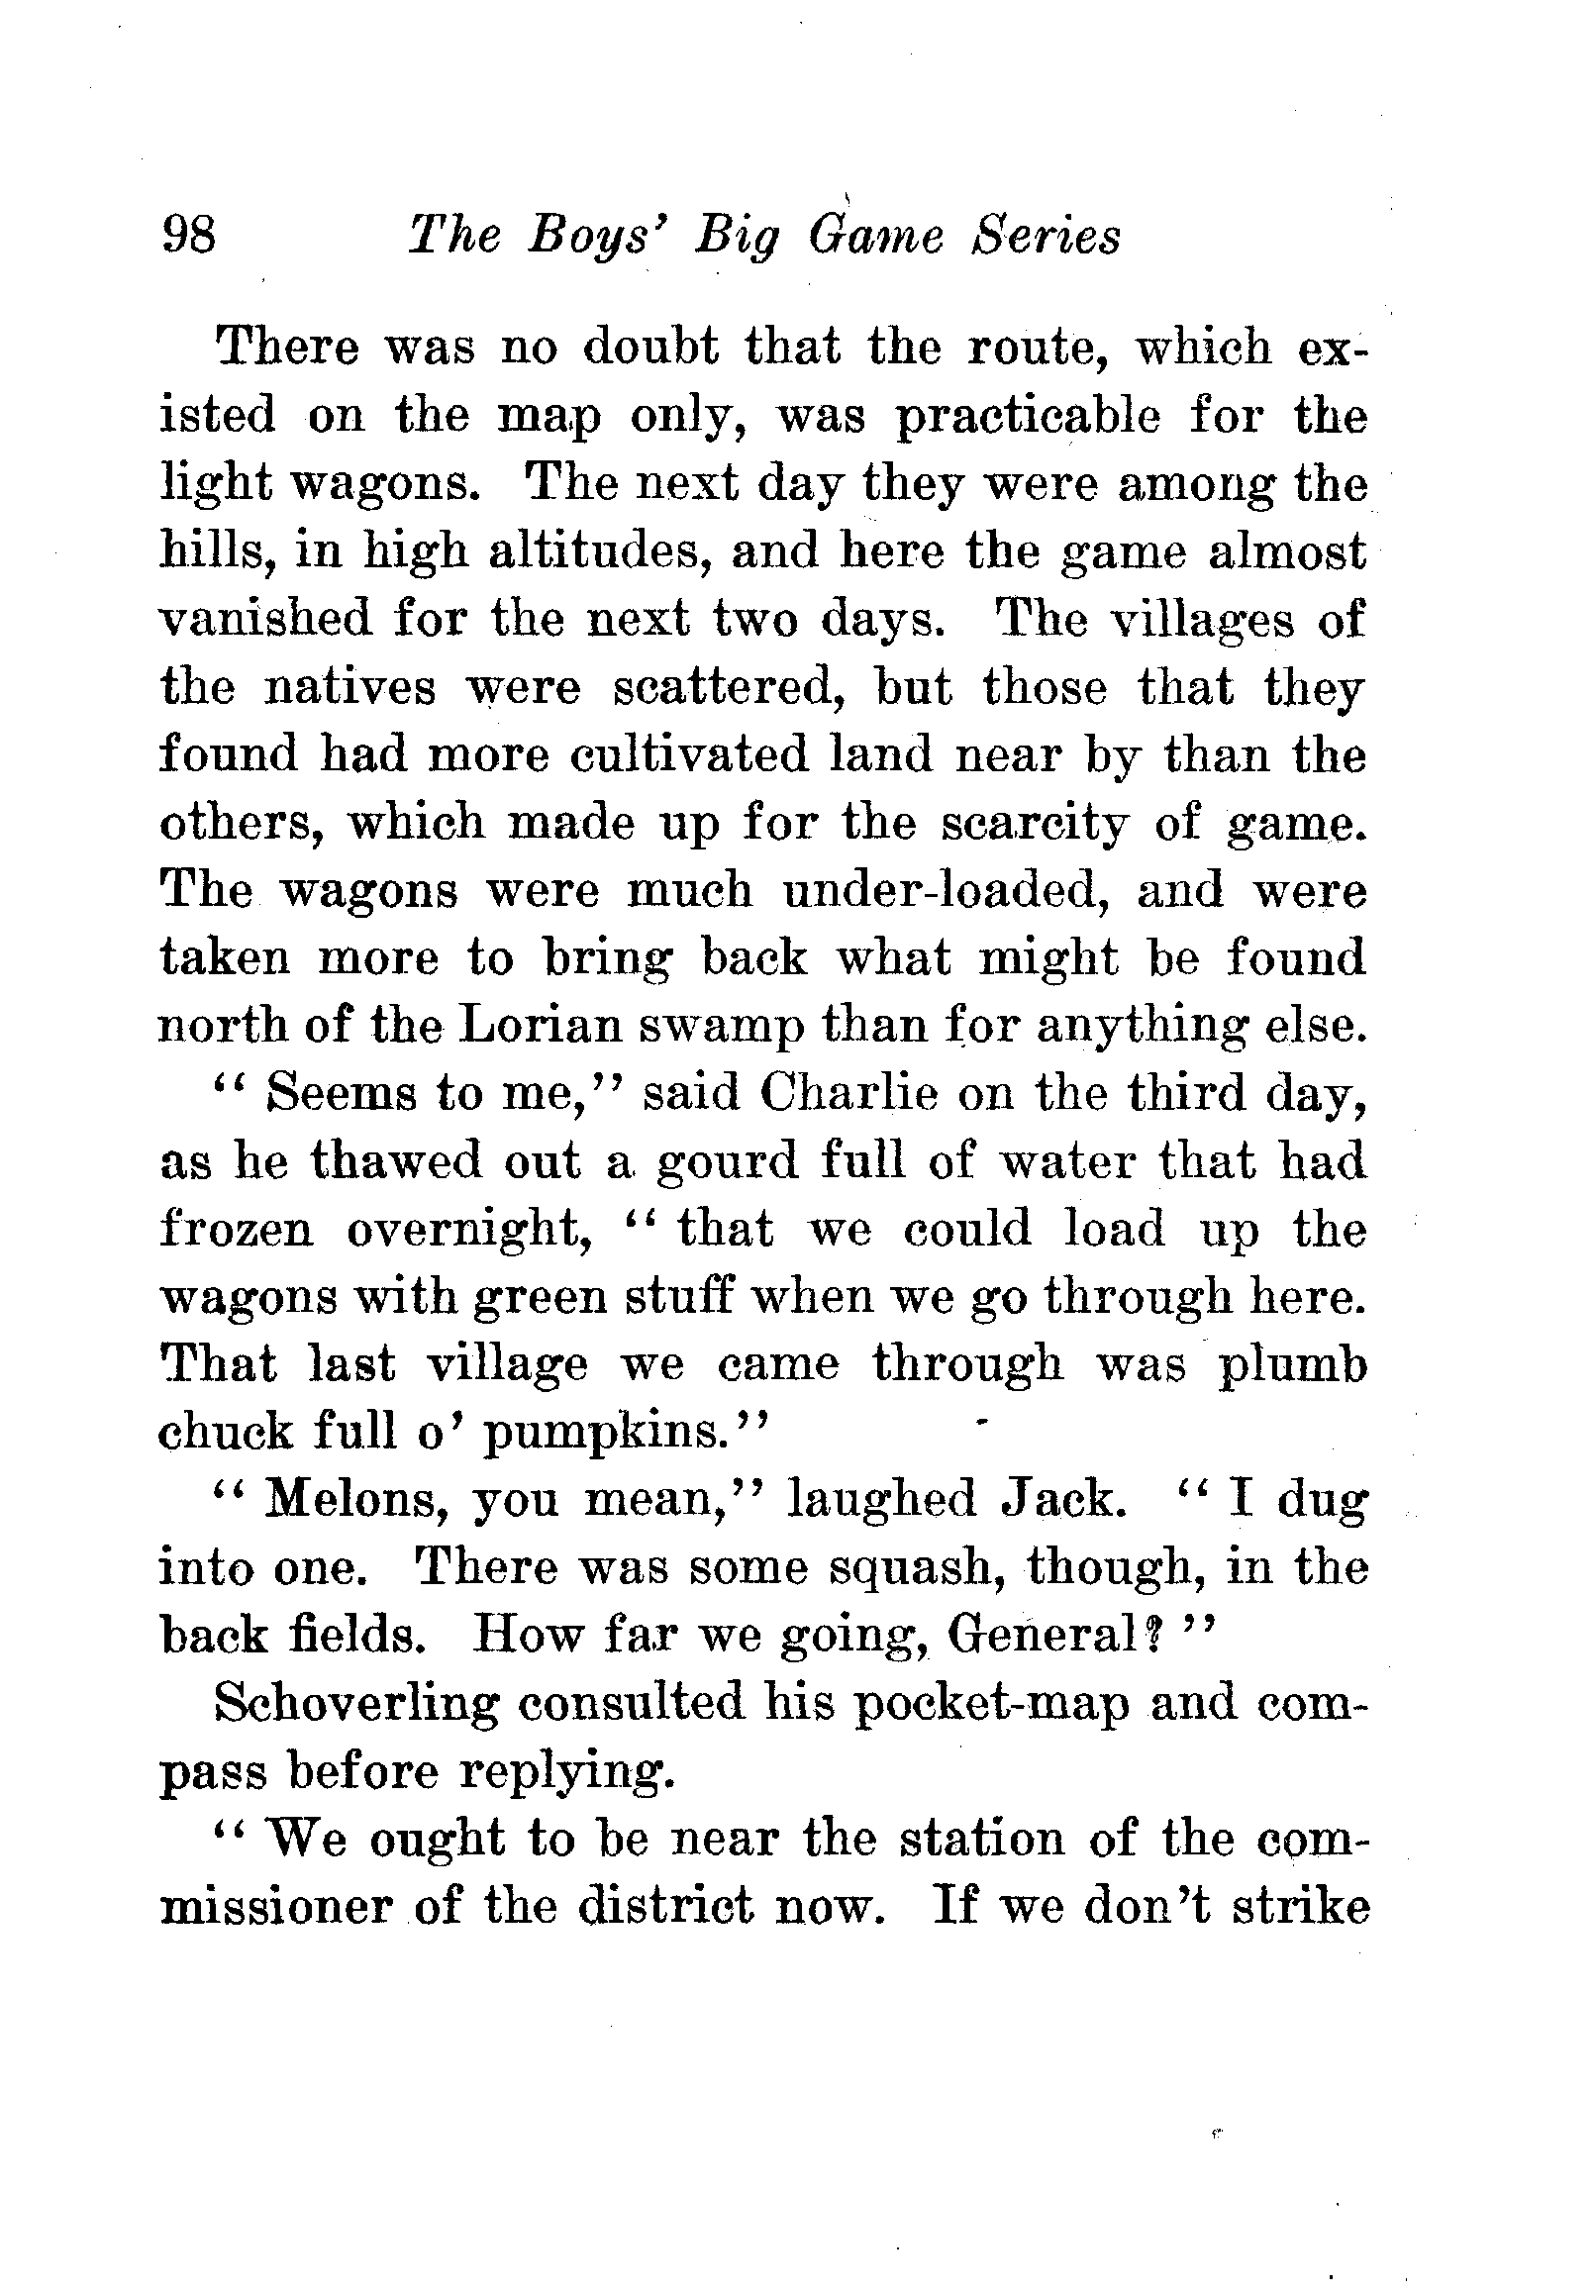 98 The Boys' Big Game Series
There was no doubt that the route, which ex-
isted on the map only, was practicable for the
light wagons. The next day they were among the
hills, in high altitudes, and here the game almost
vanished for the next two days. The villages of
the natives were scattered, but those that they
found had more cultivated land near by than the
others, which made up for the scarcity of game.
The wagons were much under-loaded, and were
taken more to bring back what might be found
north of the Lorian swamp than for anything else.
"Seems to me," said Charlie on the third day,
as he thawed out a gourd full of water that had
frozen overnight, "that we could load up the
wagons with green stuff when we go through here.
That last village we came through was plumb
chuck full o' pumpkins."
"Melons, you mean," laughed Jack. "I dug
into one. There was some squash, though, in the
back fields. How far we going, General?"
Schoverling consulted his pocket-map and com-
pass before replying.
"We ought to be near the station of the com-
missioner of the district now. If we don't strike